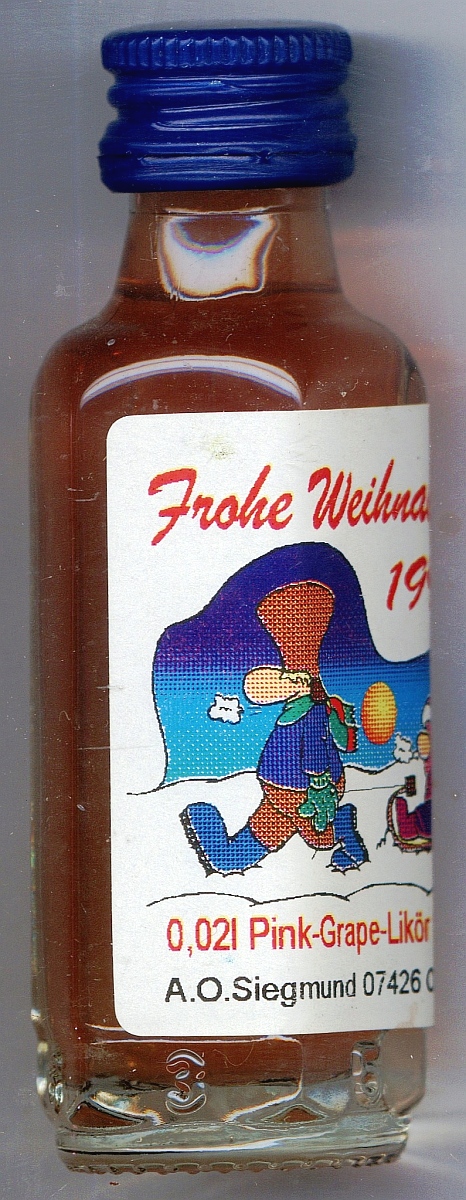 Frohe Weihna
19
0,02l Pink-Grape-Likör
A.O.Siegmund 07426